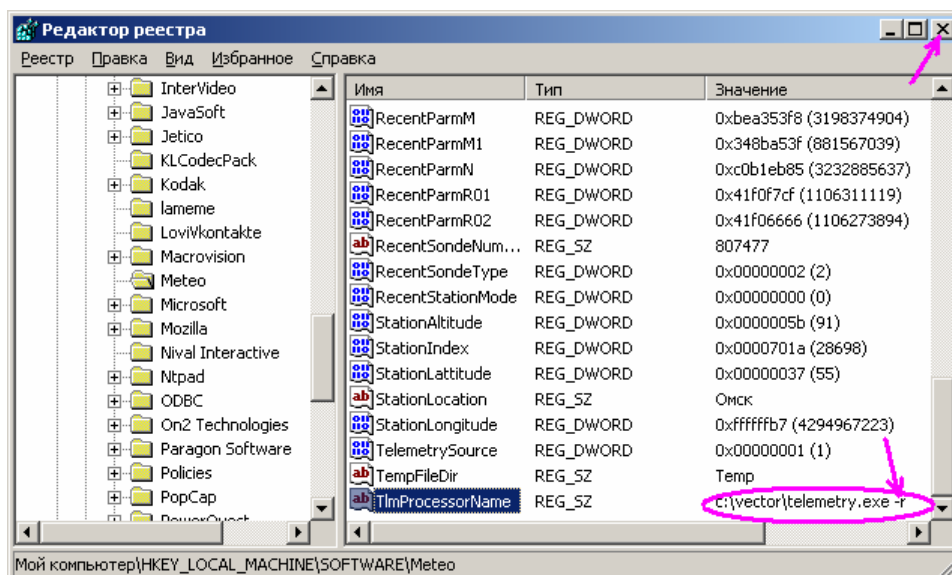 Редактор реестра
Реестр Правка Вид Избранное Справка
InterVideo
JavaSoft
Jetico
KLCodecPack
Kodak
lameme
LoviVkontakte
Macrovision
Meteo
Microsoft
Mozilla
Nival Interactive
Ntpad
ODBC
On2 Technologies
Paragon Software
Policies
PopCap
PowerQuest
Имя Тип Значение
RecentParmM REG_DWORD 0xbea353f8 (3198374904)
RecentParmM1 REG_DWORD 0x348ba53f (881567039)
RecentParmN REG_DWORD 0xc0b1eb85 (3232885637)
RecentParmR01 REG_DWORD 0x41f0f7cf (1106311119)
RecentParmR02 REG_DWORD 0x41f06666 (1106273894)
RecentSondeNum... REG_SZ 807477
RecentSondeType REG_DWORD 0x00000002 (2)
RecentStationMode REG_DWORD 0x00000000 (0)
StationAltitude REG_DWORD 0x0000005b (91)
StationIndex REG_DWORD 0x0000701a (28698)
StationLattitude REG_DWORD 0x00000037 (55)
StationLocation REG_SZ Омск
StationLongitude REG_DWORD 0xffffffb7 (4294967223)
TelemetrySource REG_DWORD 0x00000001 (1)
TempFileDir REG_SZ Temp
TlmProcessorName REG_SZ c:\vector\telemetry.exe -r
Мой компьютер\HKEY_LOCAL_MACHINE\SOFTWARE\Meteo